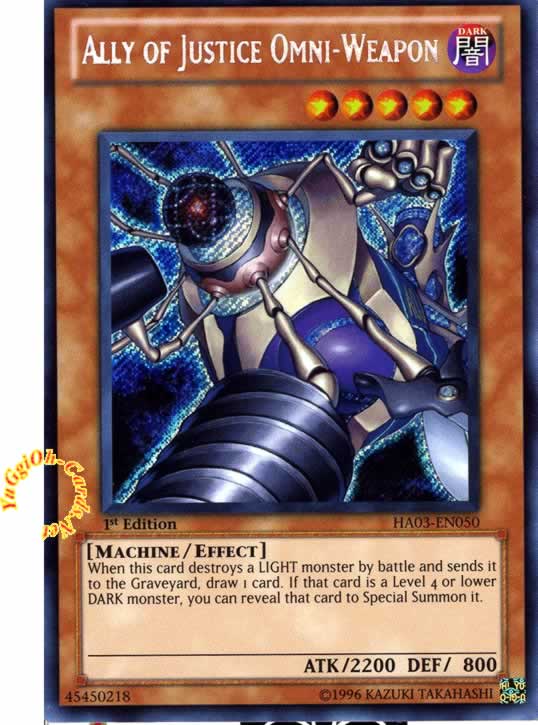 ALLY OF JUSTICE OMNI-WEAPON
DARK
闇
1st Edition
HA03-EN050
[MACHINE/EFFECT]
When this card destroys a LIGHT monster by battle and sends it
to the Graveyard, draw 1 card. If that card is a Level 4 or lower
DARK monster, you can reveal that card to Special Summon it.
ATK/2200 DEF/ 800
45450218
©1996 KAZUKI TAKAHASHI
YuGgiOh-Cards.Net